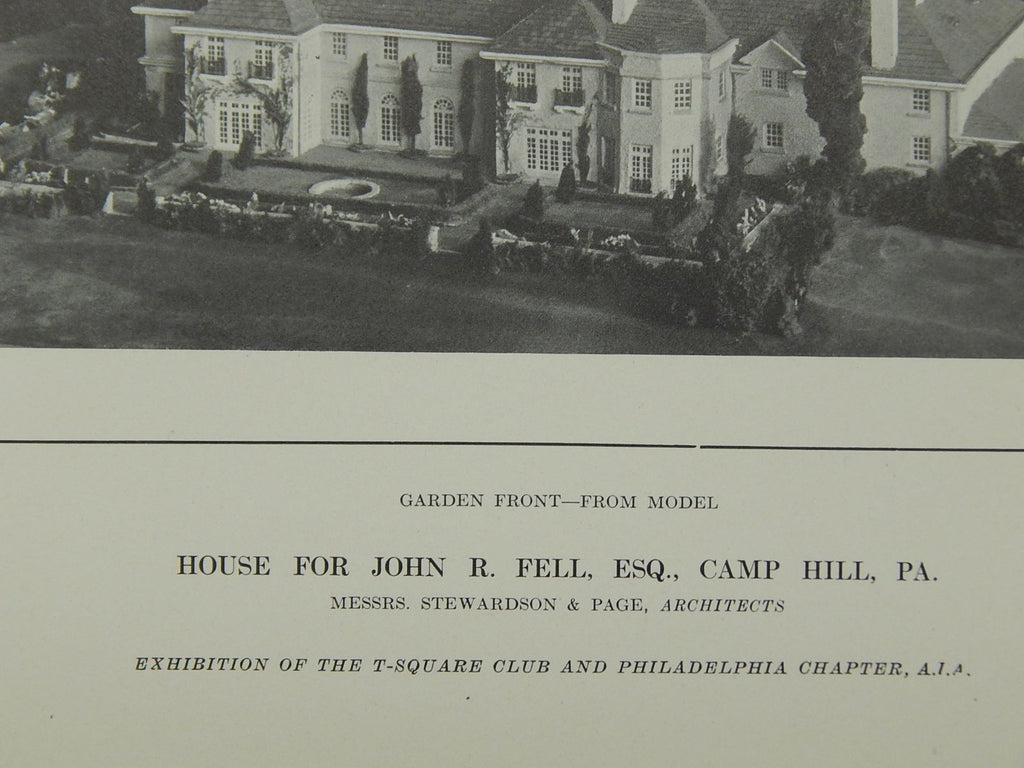 GARDEN FRONT—FROM MODEL
HOUSE FOR JOHN R. FELL, ESQ., CAMP HILL, PA.
MESSRS. STEWARDSON & PAGE, ARCHITECTS
EXHIBITION OF THE T-SQUARE CLUB AND PHILADELPHIA CHAPTER, A.I.A.